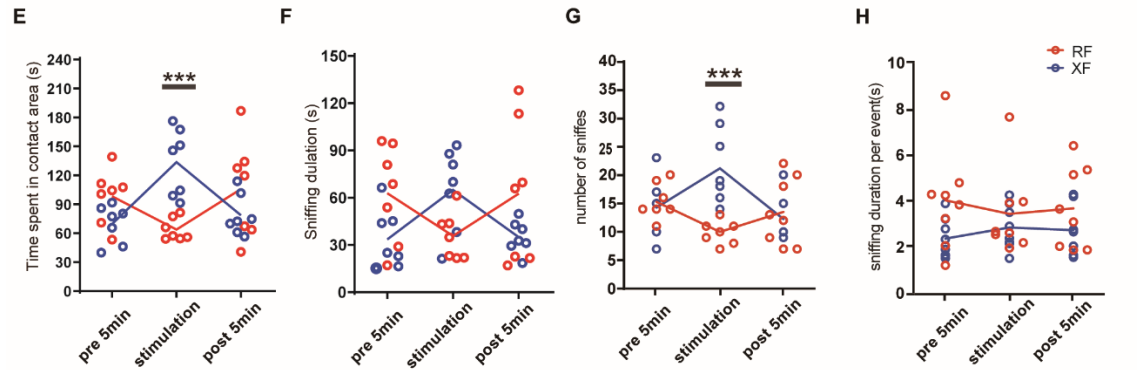 E
Time spent in contact area (s)
240
210
180
150
120
90
60
30
0
***
pre 5min
stimulation
post 5min
F
Sniffing dulation (s)
150
120
90
60
30
0
pre 5min
stimulation
post 5min
G
number of sniffes
40
35
30
25
20
15
10
5
0
***
pre 5min
stimulation
post 5min
H
sniffing duration per event(s)
10
8
6
4
2
0
RF
XF
pre 5min
stimulation
post 5min